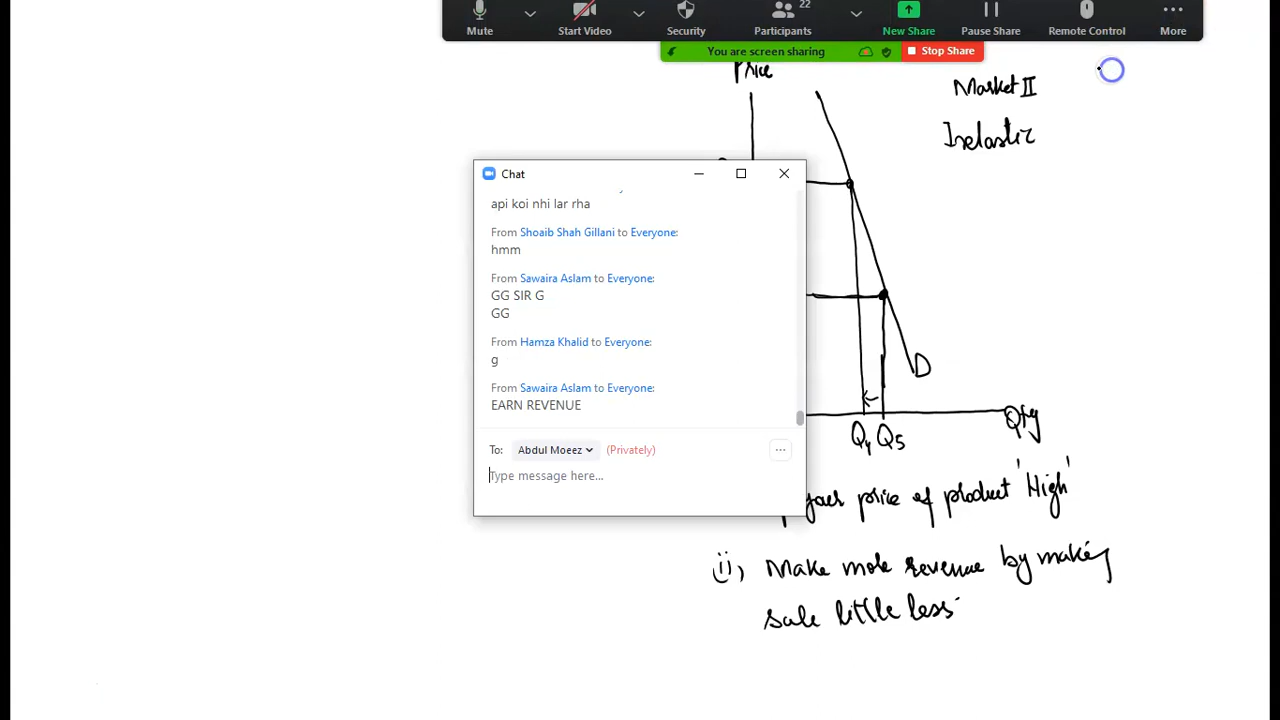 Mute
Start Video
Security
Participants
22
New Share
Pause Share
Remote Control
More
You are screen sharing
Stop Share
Price
Market II
Inelastic
Chat
api koi nhi lar rha
From Shoaib Shah Gillani to Everyone:
hmm
From Sawaira Aslam to Everyone:
GG SIR G
GG
From Hamza Khalid to Everyone:
g
From Sawaira Aslam to Everyone:
EARN REVENUE
To: Abdul Moeez (Privately)
Type message here...
D
Qty
Q4 Q5
your price of product 'High'
ii) Make more revenue by making
sale little less